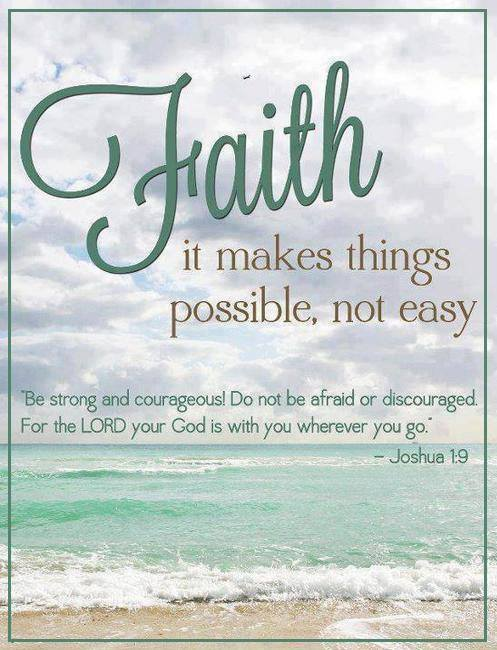 Faith
it makes things
possible, not easy
"Be strong and courageous! Do not be afraid or discouraged.
For the LORD your God is with you wherever you go."
– Joshua 1:9